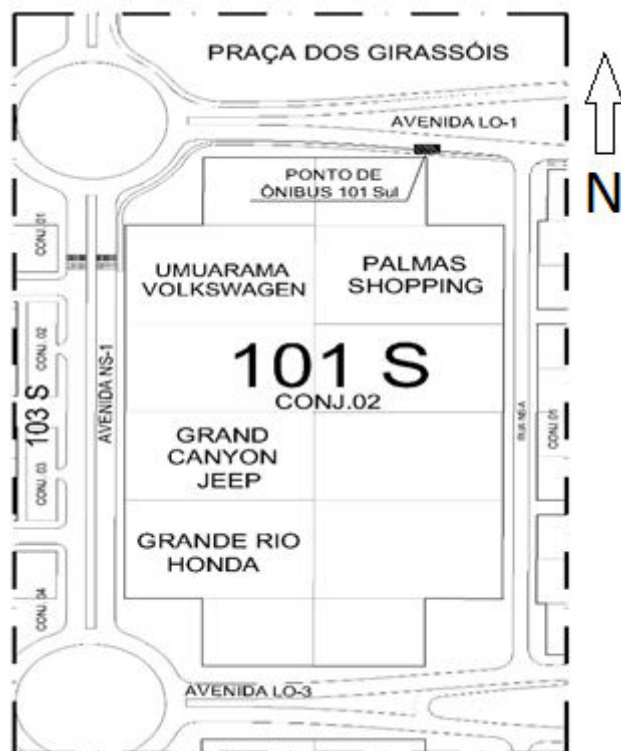 PRAÇA DOS GIRASSÓIS
AVENIDA LO-1
N
PONTO DE
ÔNIBUS 101 Sul
CONJ.01
UMUARAMA
VOLKSWAGEN
PALMAS
SHOPPING
CONJ. 02
103 S
AVENIDA NS-1
101 S
CONJ.02
CONJ.01
GRAND
CANYON
JEEP
CONJ. 03
GRANDE RIO
HONDA
CONJ. 04
AVENIDA LO-3